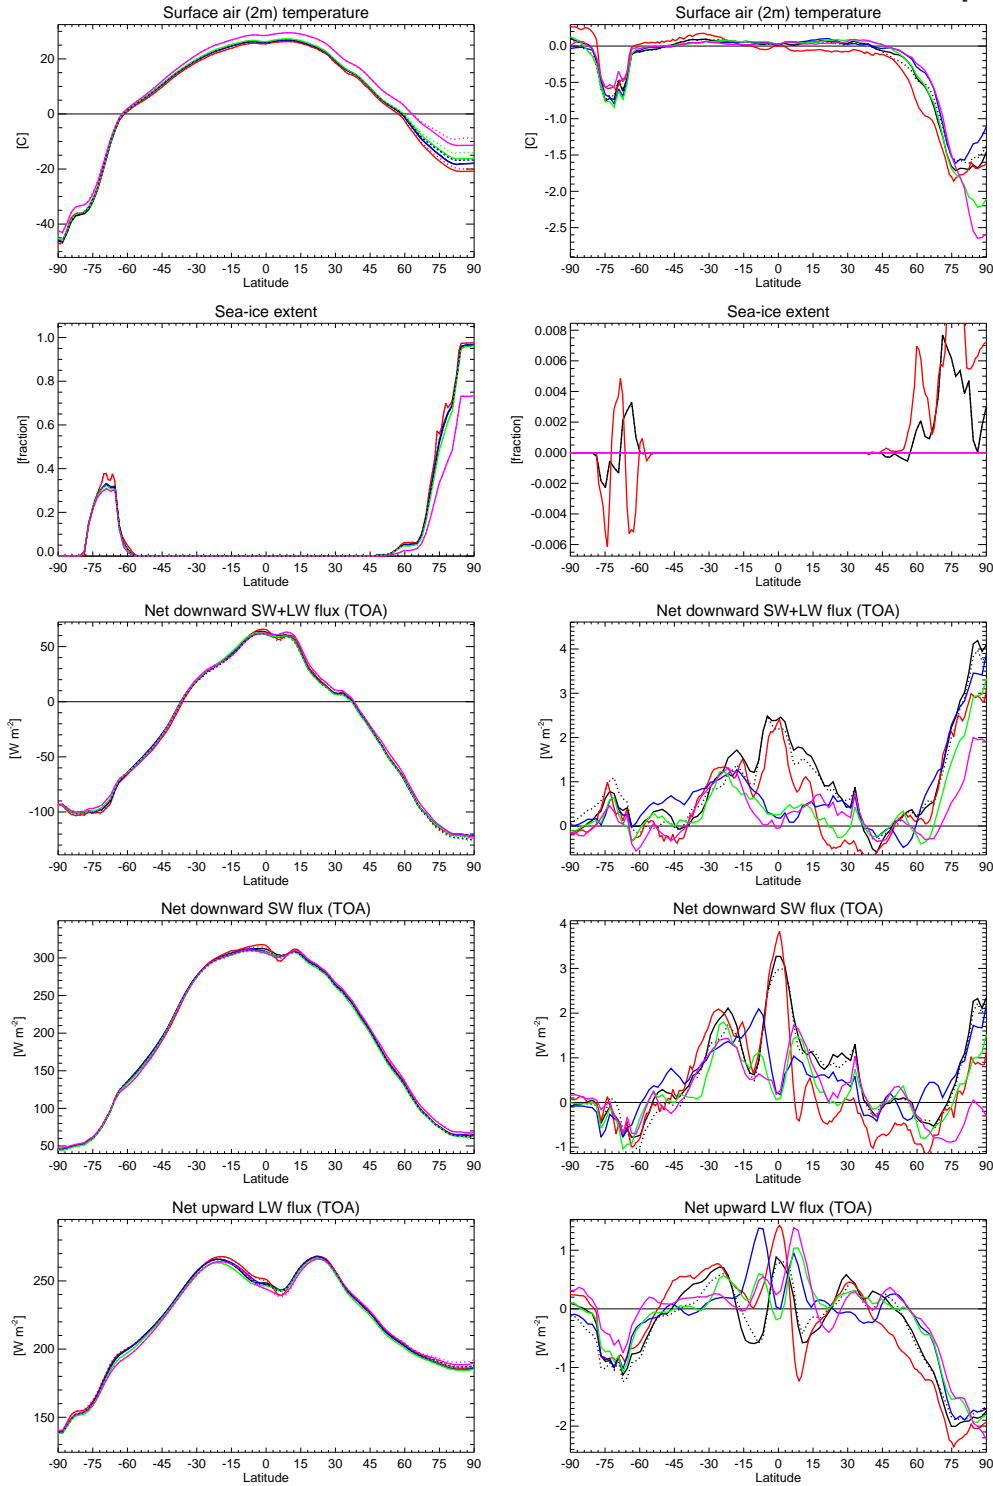 Surface air (2m) temperature
Surface air (2m) temperature
[C]
20
0
-20
-40
-90 -75 -60 -45 -30 -15 0 15 30 45 60 75 90
Latitude
[C]
0.0
-0.5
-1.0
-1.5
-2.0
-2.5
-90 -75 -60 -45 -30 -15 0 15 30 45 60 75 90
Latitude
Sea-ice extent
Sea-ice extent
[fraction]
1.0
0.8
0.6
0.4
0.2
0.0
-90 -75 -60 -45 -30 -15 0 15 30 45 60 75 90
Latitude
[fraction]
0.008
0.006
0.004
0.002
0.000
-0.002
-0.004
-0.006
-90 -75 -60 -45 -30 -15 0 15 30 45 60 75 90
Latitude
Net downward SW+LW flux (TOA)
Net downward SW+LW flux (TOA)
[W m-2]
50
0
-50
-100
-90 -75 -60 -45 -30 -15 0 15 30 45 60 75 90
Latitude
[W m-2]
4
3
2
1
0
-90 -75 -60 -45 -30 -15 0 15 30 45 60 75 90
Latitude
Net downward SW flux (TOA)
Net downward SW flux (TOA)
[W m-2]
300
250
200
150
100
50
-90 -75 -60 -45 -30 -15 0 15 30 45 60 75 90
Latitude
[W m-2]
4
3
2
1
0
-1
-90 -75 -60 -45 -30 -15 0 15 30 45 60 75 90
Latitude
Net upward LW flux (TOA)
Net upward LW flux (TOA)
[W m-2]
250
200
150
-90 -75 -60 -45 -30 -15 0 15 30 45 60 75 90
Latitude
[W m-2]
1
0
-1
-2
-90 -75 -60 -45 -30 -15 0 15 30 45 60 75 90
Latitude